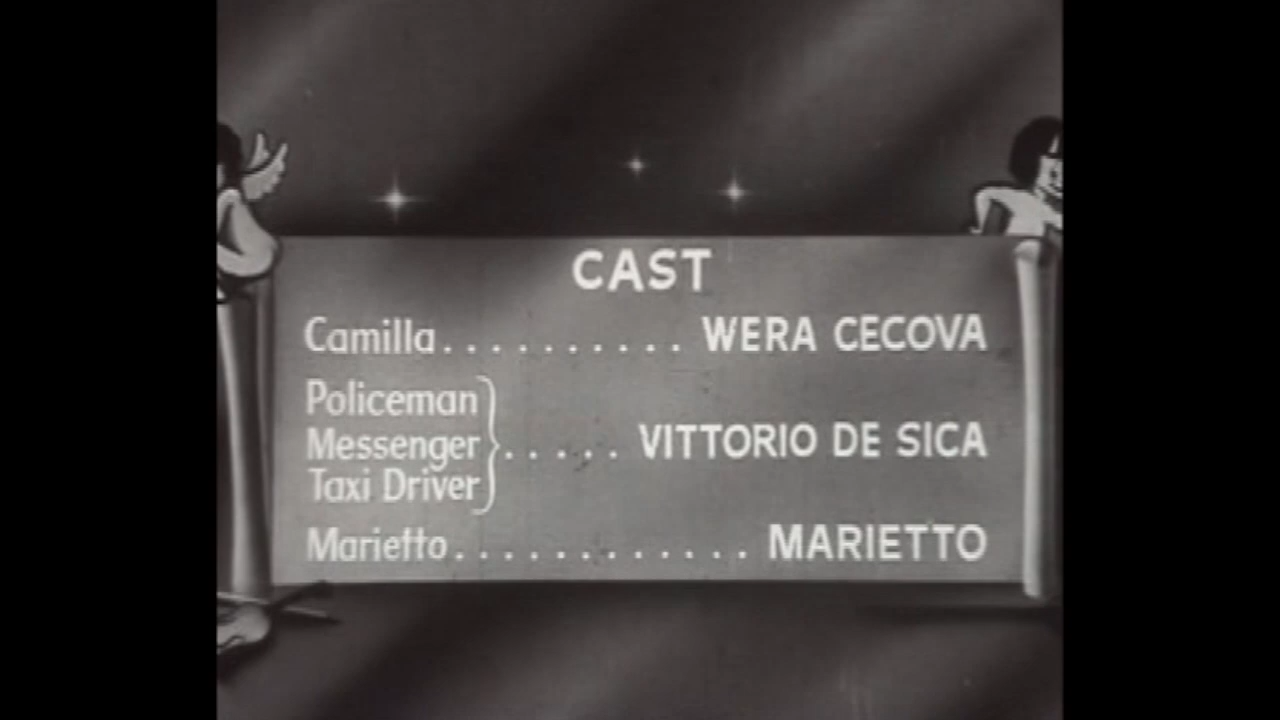 CAST
Camilla.......... WERA CECOVA
Policeman
Messenger ..... VITTORIO DE SICA
Taxi Driver
Marietto............ MARIETTO